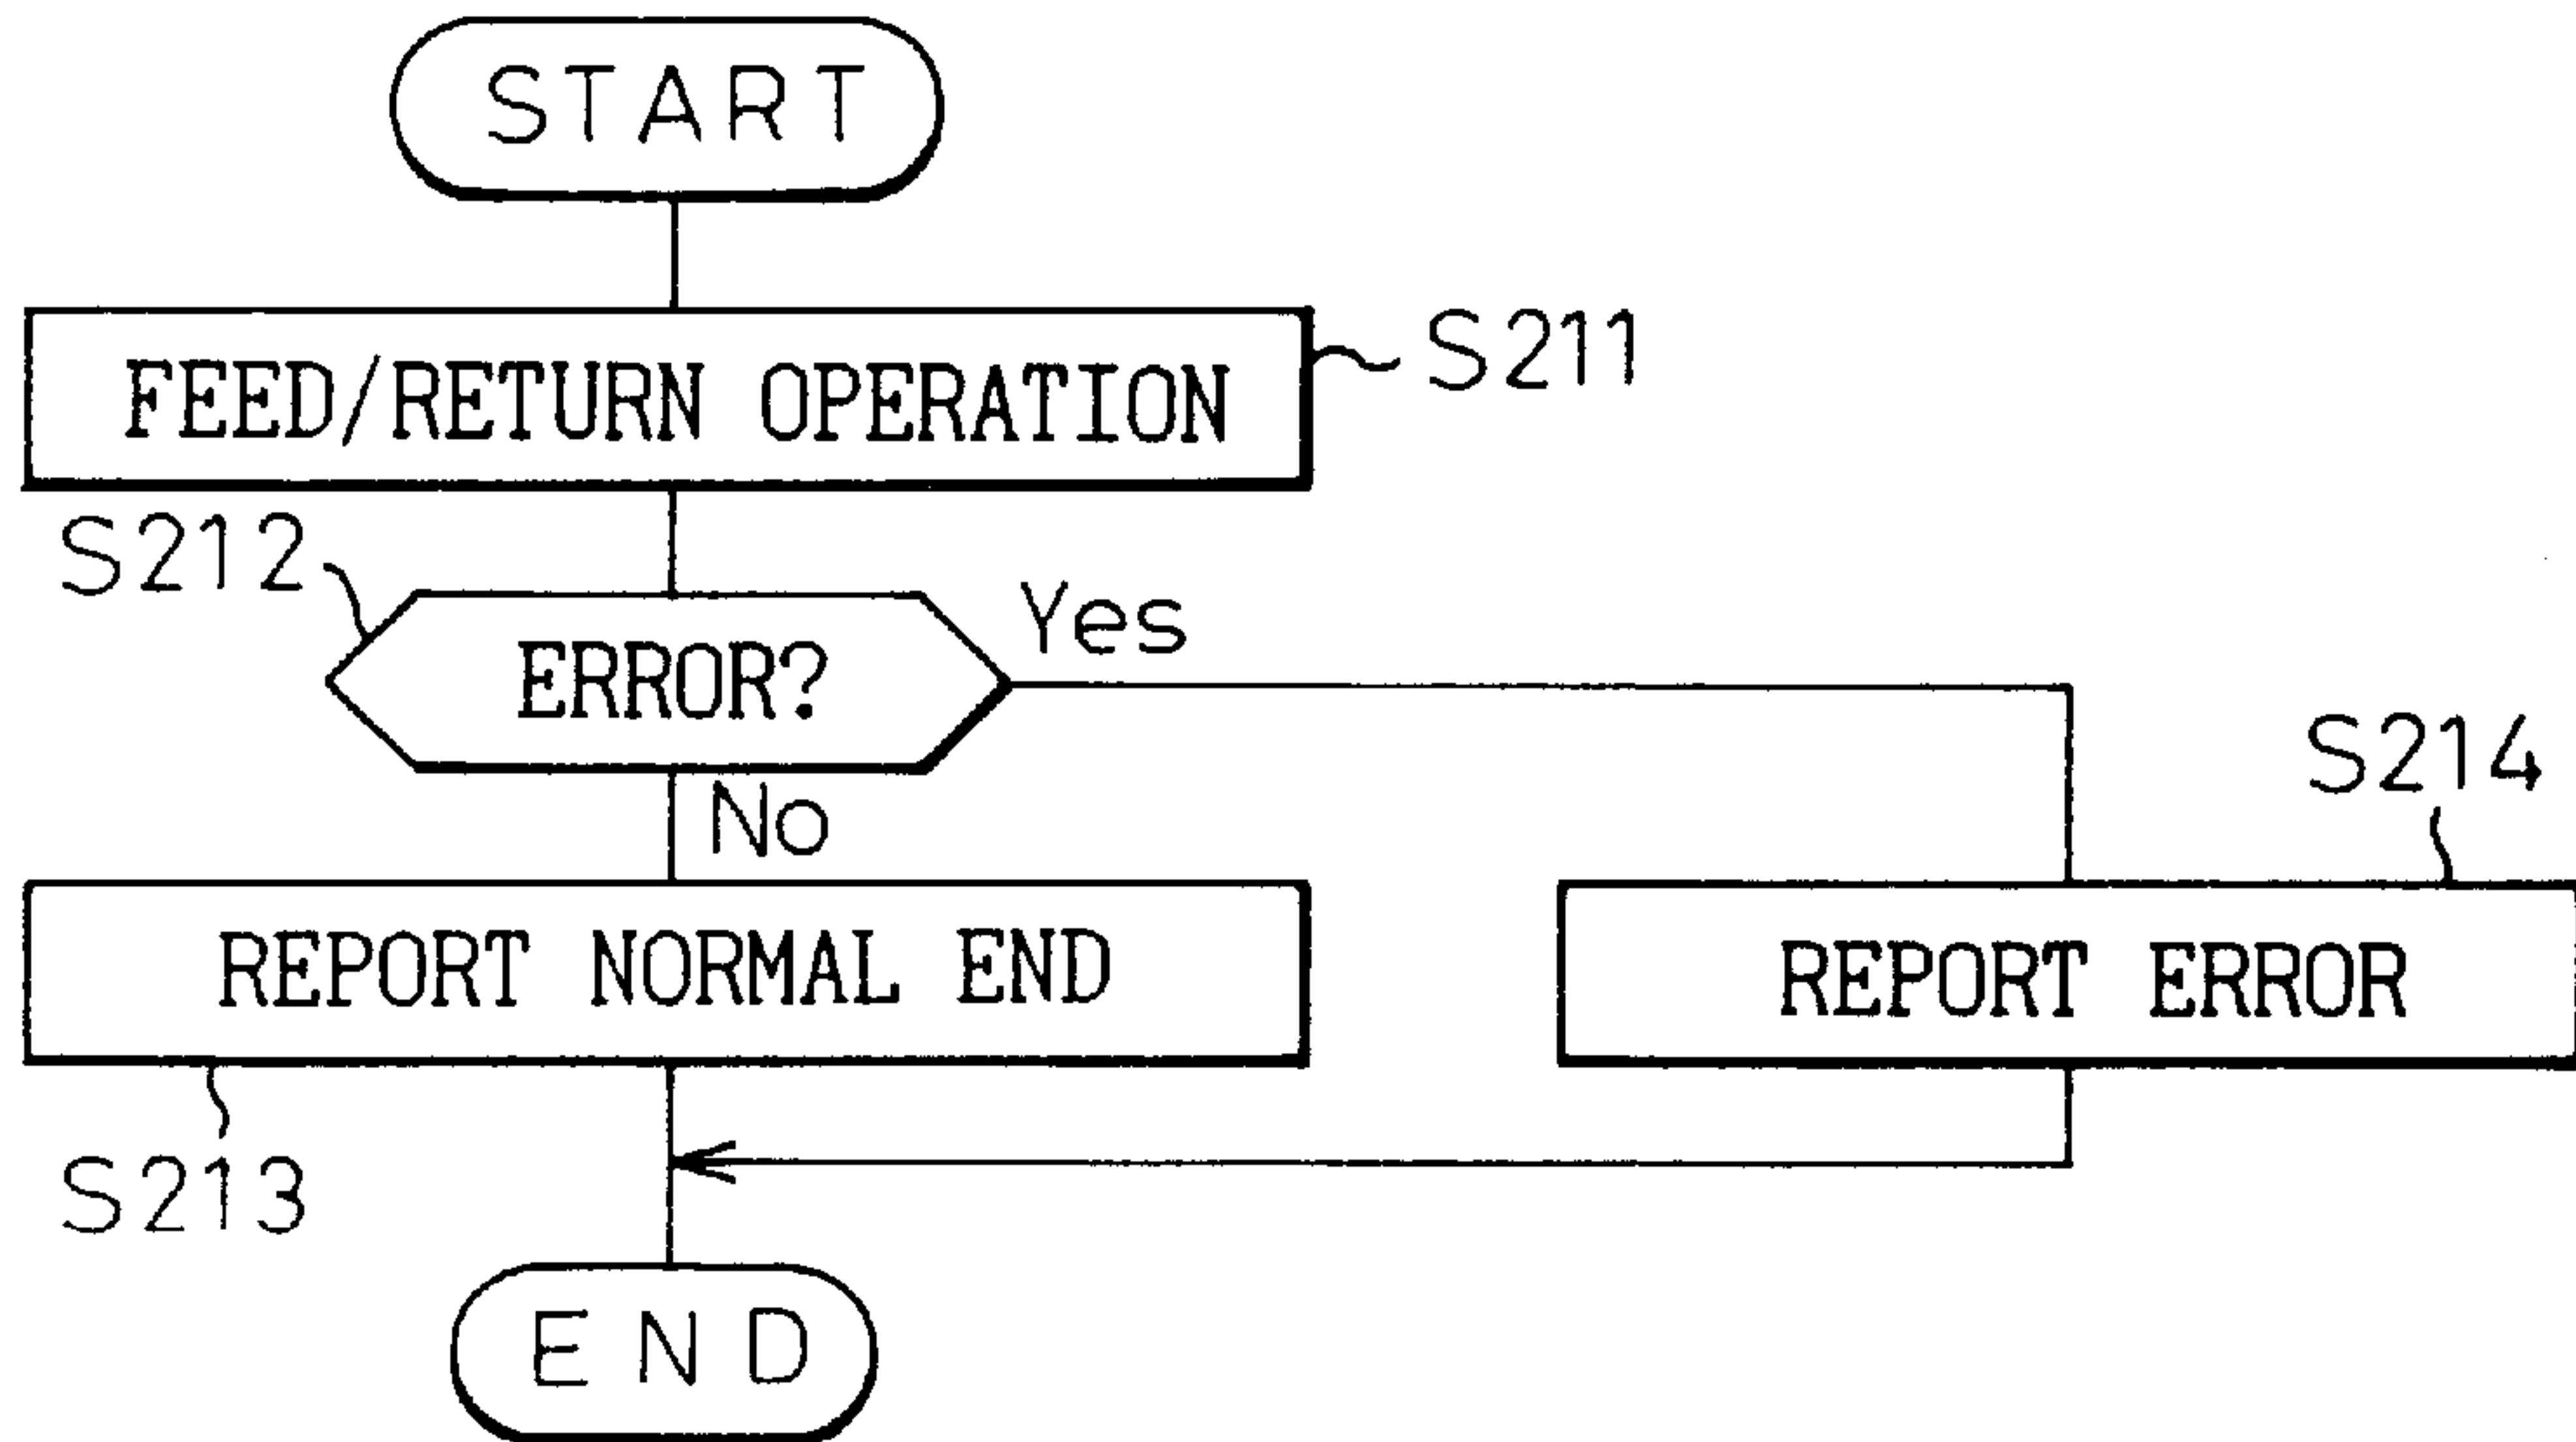 START
FEED/RETURN OPERATION
S211
S212
ERROR?
Yes
No
S214
REPORT NORMAL END
REPORT ERROR
S213
END